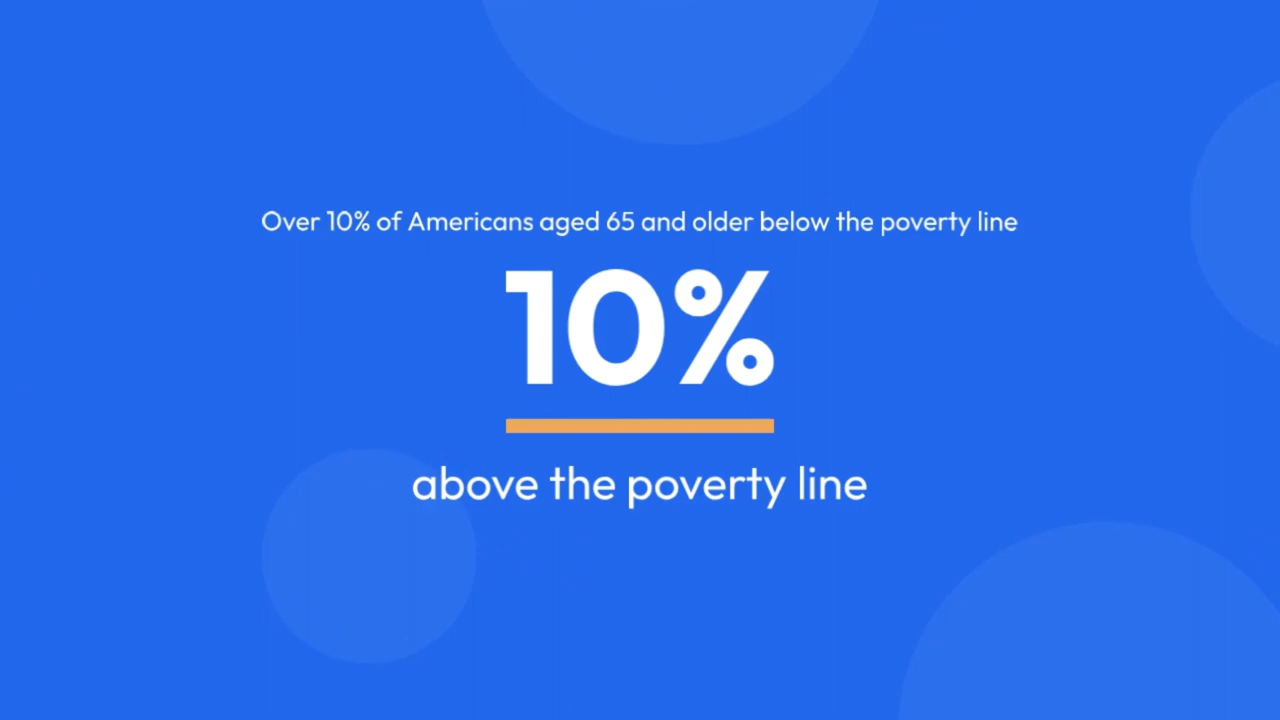 Over 10% of Americans aged 65 and older below the poverty line
10%
above the poverty line